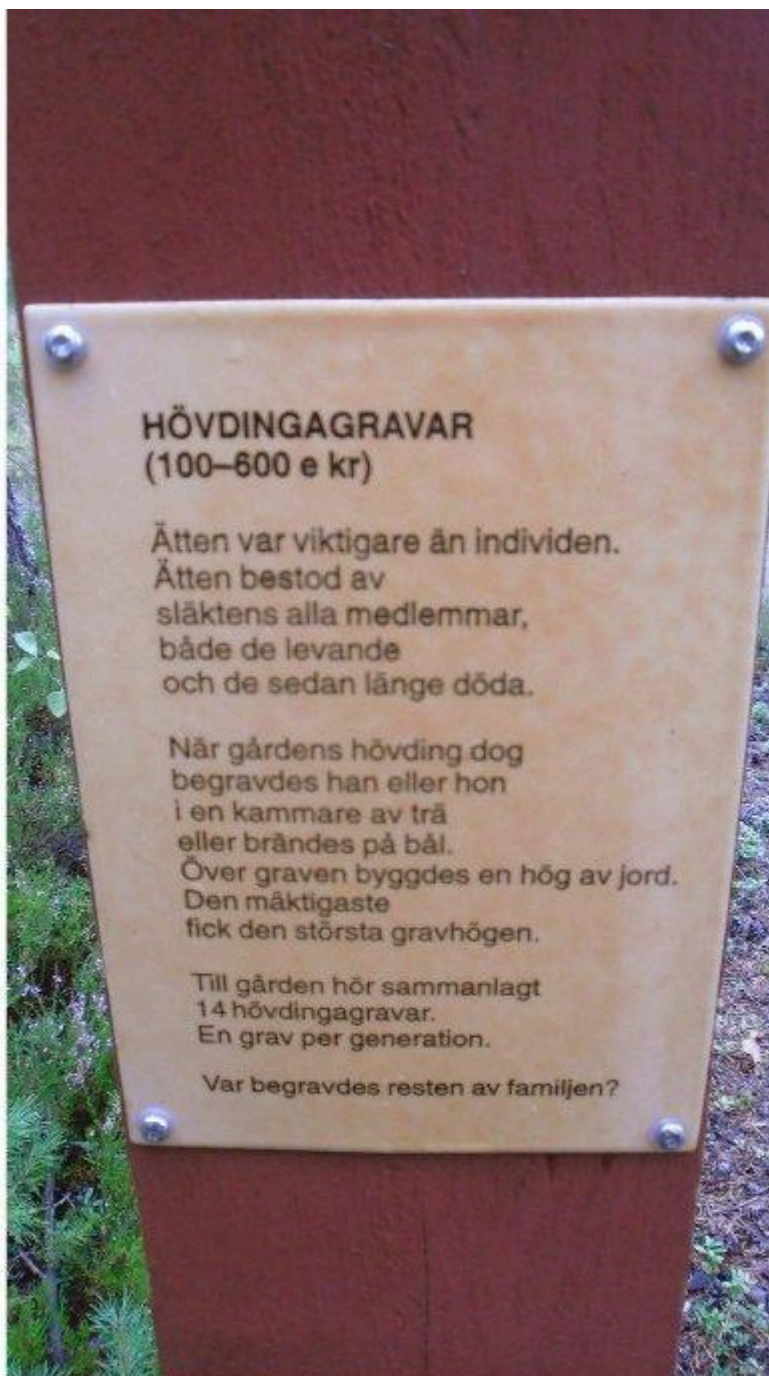 HÖVDINGAGRAVAR
(100–600 e kr)
Ätten var viktigare än individen.
Ätten bestod av
släktens alla medlemmar,
både de levande
och de sedan länge döda.
När gårdens hövding dog
begravdes han eller hon
i en kammare av trä
eller brändes på bål.
Över graven byggdes en hög av jord.
Den mäktigaste
fick den största gravhögen.
Till gården hör sammanlagt
14 hövdingagravar.
En grav per generation.
Var begravdes resten av familjen?